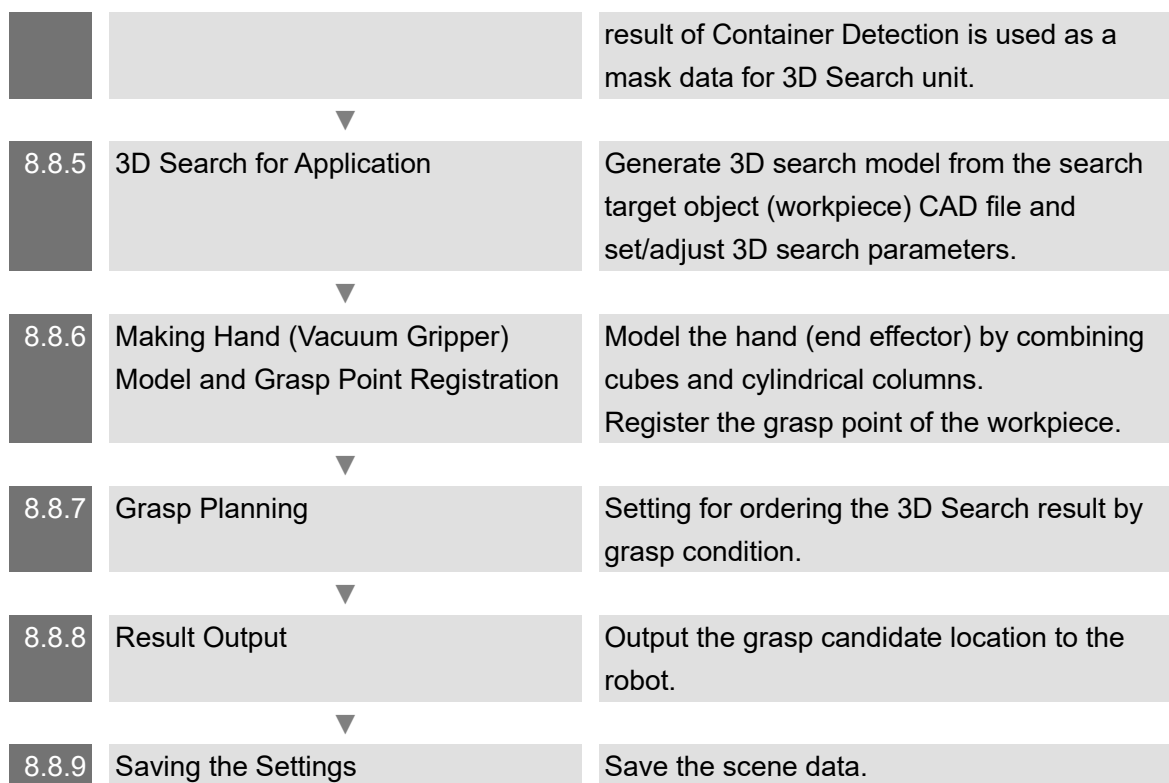 result of Container Detection is used as a
mask data for 3D Search unit.
8.8.5 3D Search for Application Generate 3D search model from the search
target object (workpiece) CAD file and
set/adjust 3D search parameters.
8.8.6 Making Hand (Vacuum Gripper) Model the hand (end effector) by combining
Model and Grasp Point Registration cubes and cylindrical columns.
Register the grasp point of the workpiece.
8.8.7 Grasp Planning Setting for ordering the 3D Search result by
grasp condition.
8.8.8 Result Output Output the grasp candidate location to the
robot.
8.8.9 Saving the Settings Save the scene data.